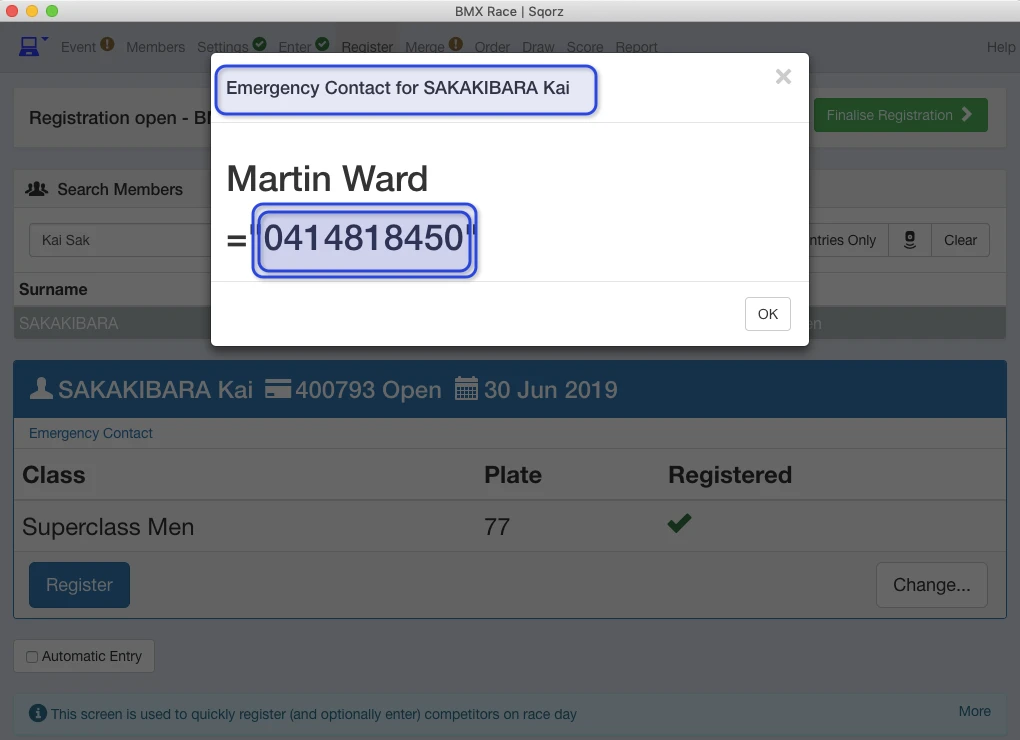 BMX Race | Sqorz
Event Members Settings Enter Register Merge Order Draw Score Report Help
Emergency Contact for SAKAKIBARA Kai ×
Registration open - B
Finalise Registration
Martin Ward
="0414818450"
Search Members
Kai Sak
ntries Only Clear
Surname
SAKAKIBARA
en
OK
SAKAKIBARA Kai 400793 Open 30 Jun 2019
Emergency Contact
Class Plate Registered
Superclass Men 77
Register Change...
Automatic Entry
This screen is used to quickly register (and optionally enter) competitors on race day More